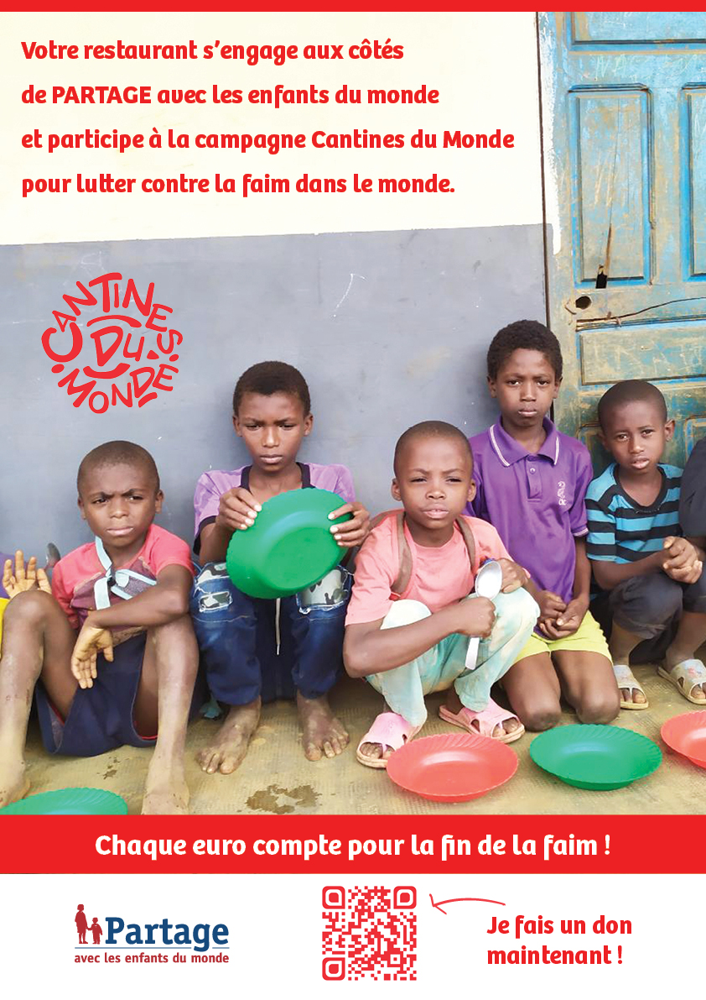 Votre restaurant s’engage aux côtés
de PARTAGE avec les enfants du monde
et participe à la campagne Cantines du Monde
pour lutter contre la faim dans le monde.
CANTINES
DU
MONDE
Chaque euro compte pour la fin de la faim !
Partage
avec les enfants du monde
Je fais un don
maintenant !